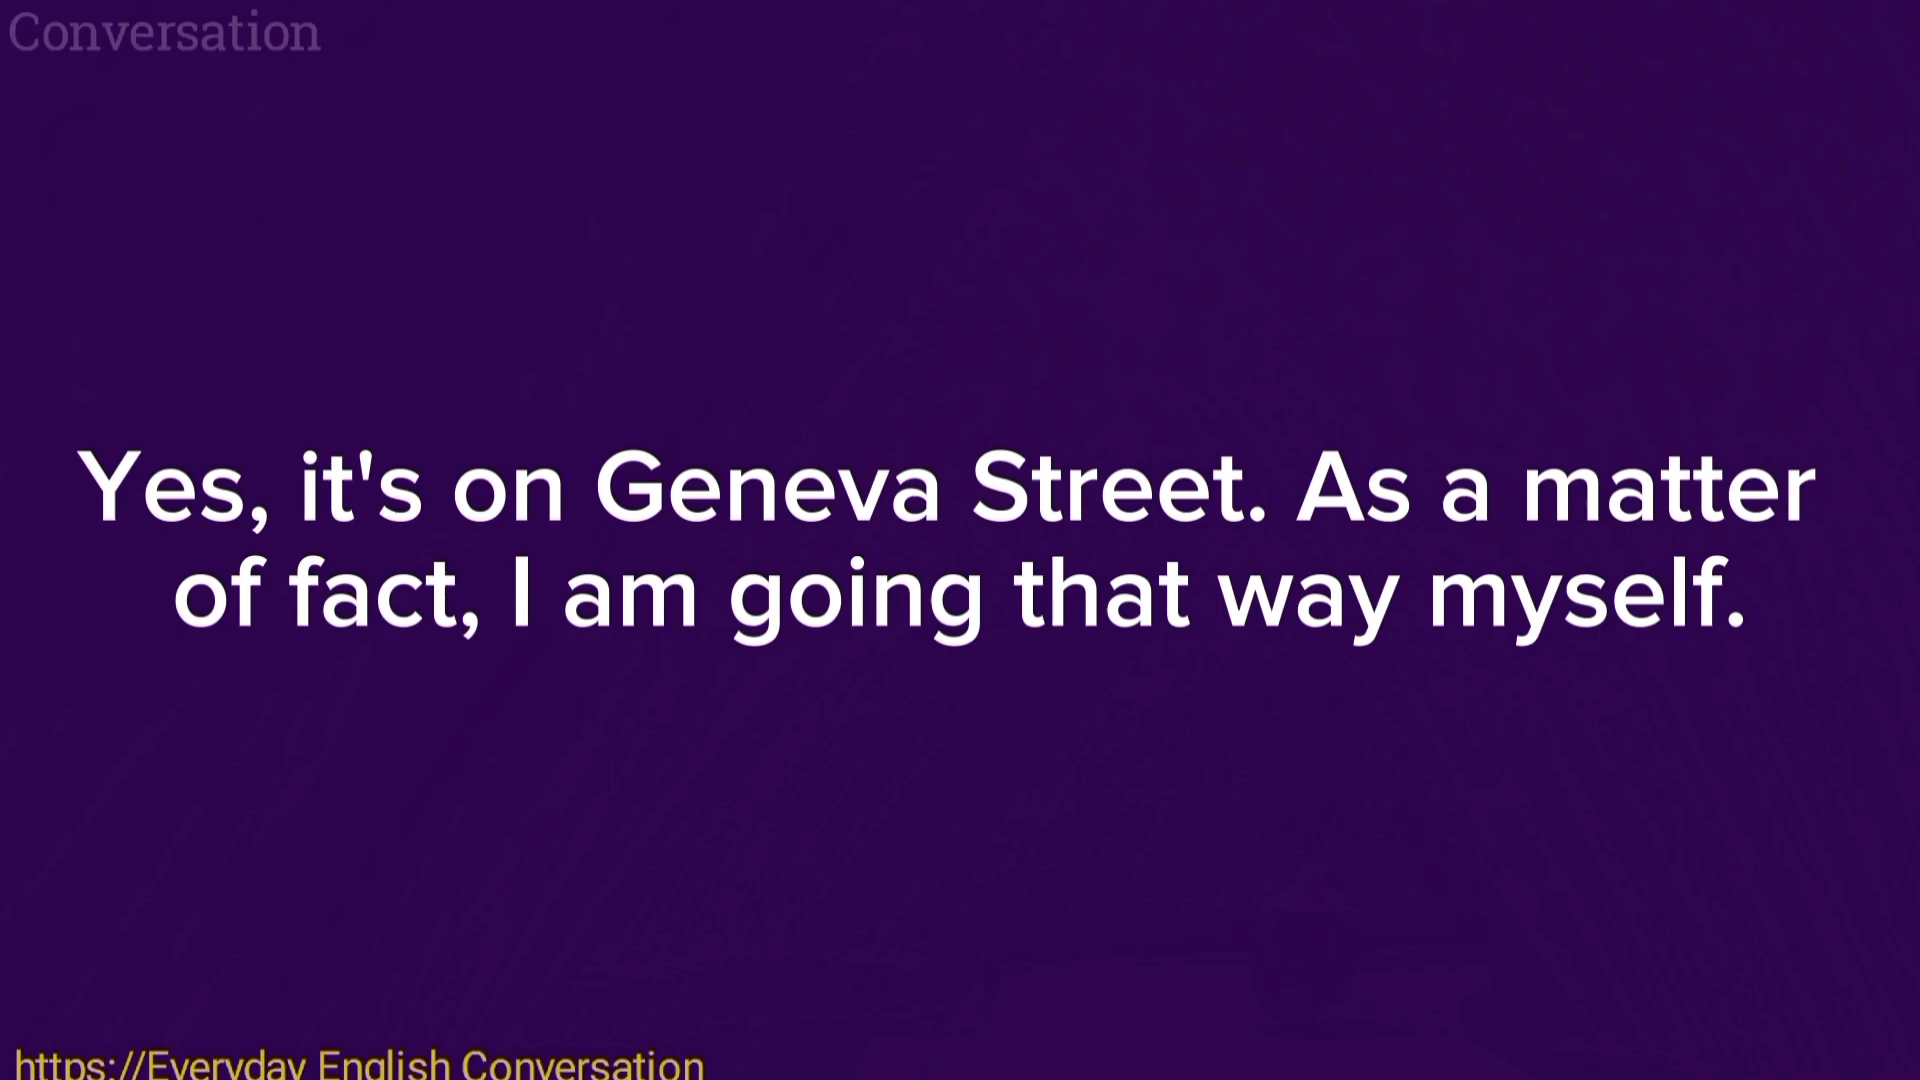 Conversation
Yes, it's on Geneva Street. As a matter
of fact, I am going that way myself.
https://Everyday English Conversation